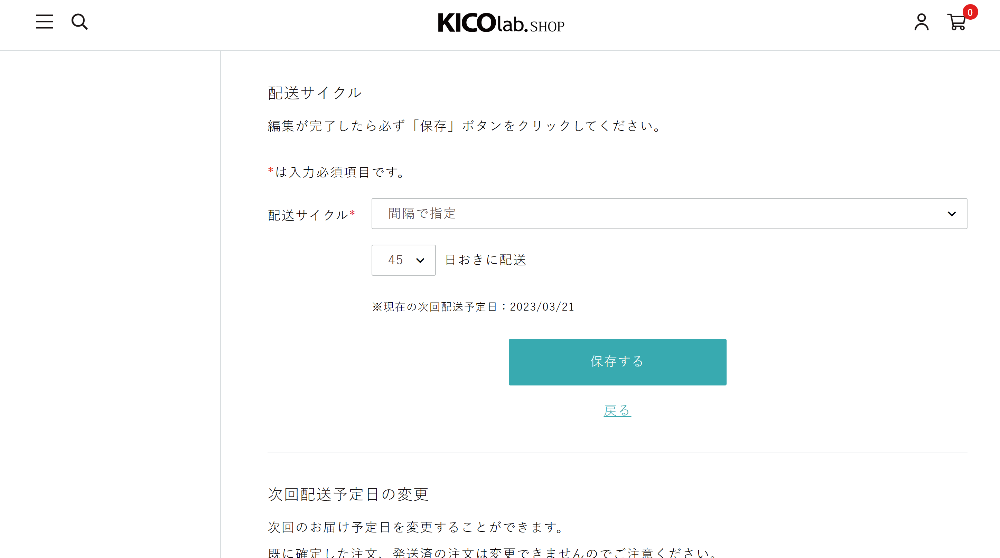 KICOlab. SHOP
0
配送サイクル
編集が完了したら必ず「保存」ボタンをクリックしてください。
*は入力必須項目です。
配送サイクル* 間隔で指定
45 日おきに配送
※現在の次回配送予定日：2023/03/21
保存する
戻る
次回配送予定日の変更
次回のお届け予定日を変更することができます。
既に確定した注文、発送済の注文は変更できませんのでご注意ください。